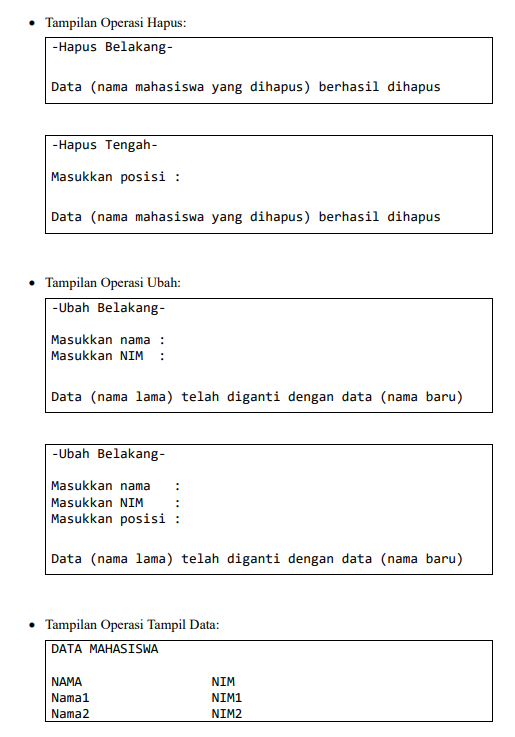 • Tampilan Operasi Hapus:
-Hapus Belakang-
Data (nama mahasiswa yang dihapus) berhasil dihapus
-Hapus Tengah-
Masukkan posisi :
Data (nama mahasiswa yang dihapus) berhasil dihapus
• Tampilan Operasi Ubah:
-Ubah Belakang-
Masukkan nama :
Masukkan NIM  :
Data (nama lama) telah diganti dengan data (nama baru)
-Ubah Belakang-
Masukkan nama   :
Masukkan NIM    :
Masukkan posisi :
Data (nama lama) telah diganti dengan data (nama baru)
• Tampilan Operasi Tampil Data:
DATA MAHASISWA
NAMA                 NIM
Nama1                NIM1
Nama2                NIM2